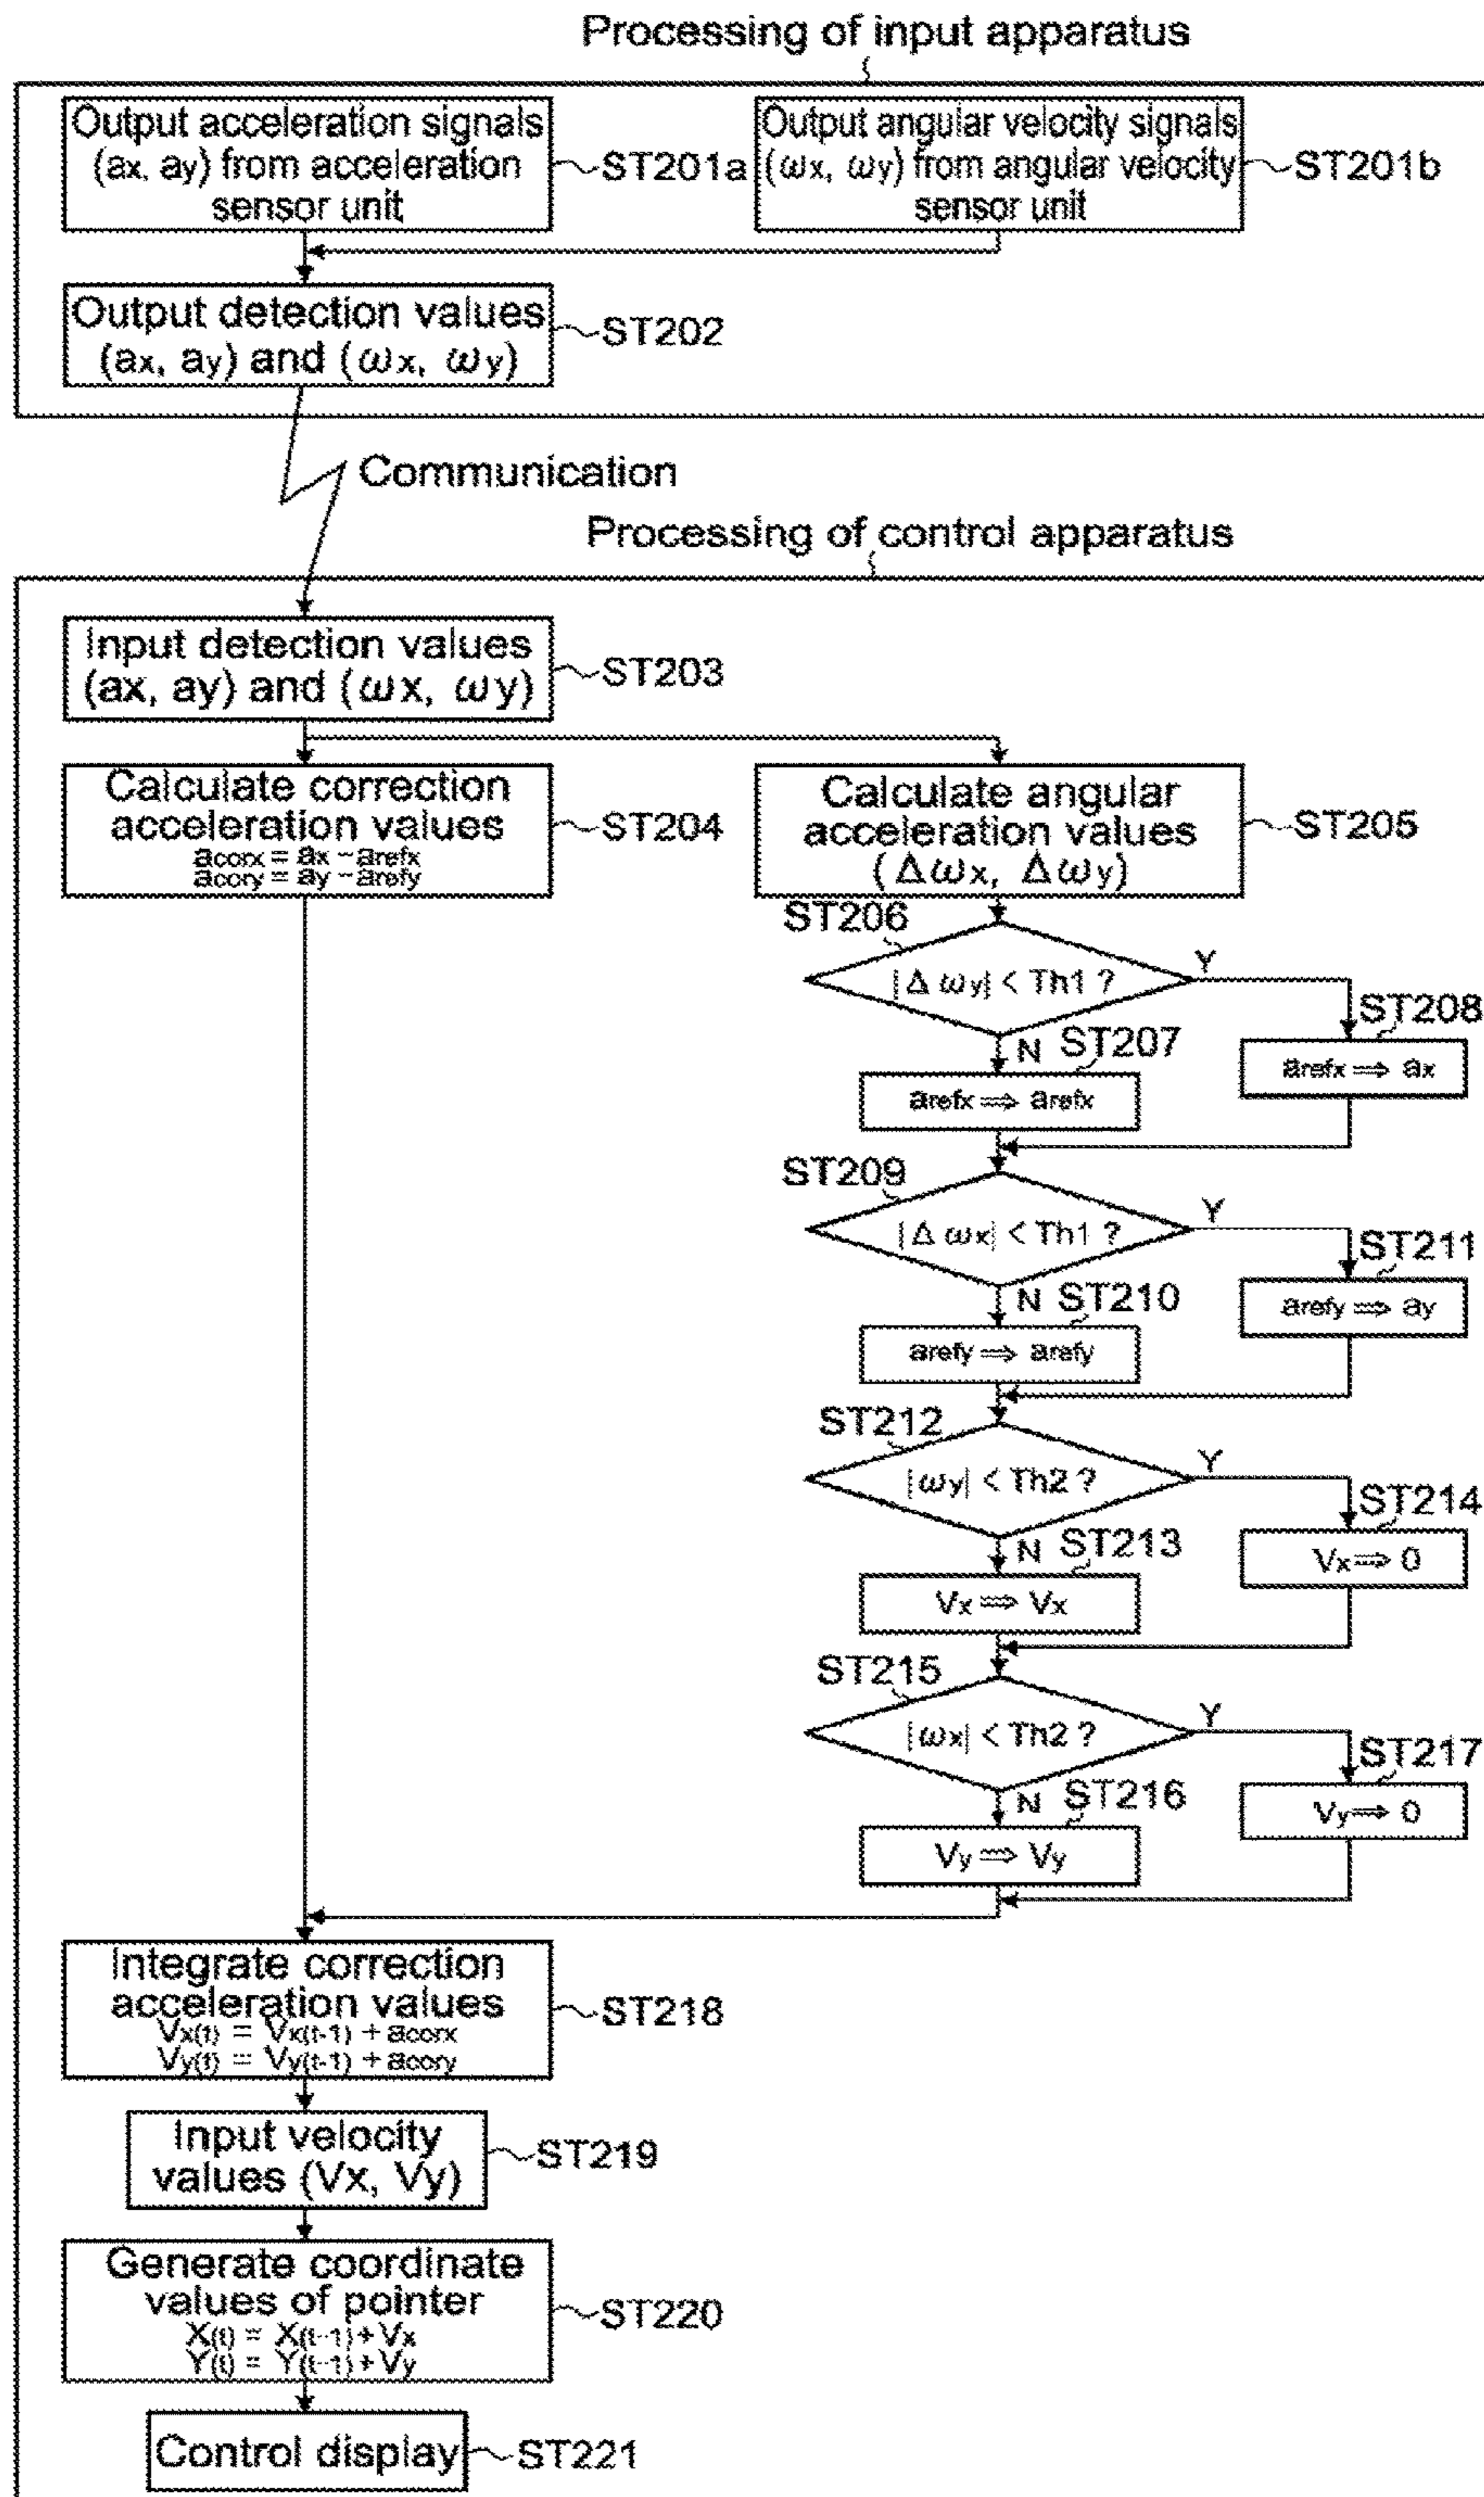 Processing of input apparatus
Output acceleration signals
(ax, ay) from acceleration
sensor unit
ST201a
Output angular velocity signals
(ωx, ωy) from angular velocity
sensor unit
ST201b
Output detection values
(ax, ay) and (ωx, ωy)
ST202
Communication
Processing of control apparatus
Input detection values
(ax, ay) and (ωx, ωy)
ST203
Calculate correction
acceleration values
acorx = ax - arefx
acory = ay - arefy
ST204
Calculate angular
acceleration values
(Δωx, Δωy)
ST205
ST206
|Δωy| < Th1 ?
Y
N
ST207
arefx ⇒ arefx
ST208
arefx ⇒ ax
ST209
|Δωx| < Th1 ?
Y
N
ST210
arefy ⇒ arefy
ST211
arefy ⇒ ay
ST212
|ωy| < Th2 ?
Y
N
ST213
Vx ⇒ Vx
ST214
Vx ⇒ 0
ST215
|ωx| < Th2 ?
Y
N
ST216
Vy ⇒ Vy
ST217
Vy ⇒ 0
Integrate correction
acceleration values
Vx(t) = Vx(t-1) + acorx
Vy(t) = Vy(t-1) + acory
ST218
Input velocity
values (Vx, Vy)
ST219
Generate coordinate
values of pointer
X(t) = X(t-1) + Vx
Y(t) = Y(t-1) + Vy
ST220
Control display
ST221